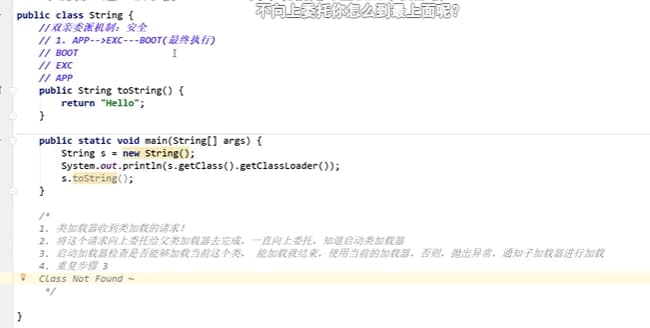 不向上委托你怎么到最上面呢?
public class String {
//双亲委派机制：安全
// 1. APP-->EXC---BOOT(最终执行)
// BOOT
// EXC
// APP
public String toString() {
return "Hello";
}
public static void main(String[] args) {
String s = new String();
System.out.println(s.getClass().getClassLoader());
s.toString();
}
/*
1. 类加载器收到类加载的请求!
2. 将这个请求向上委托给父类加载器去完成，一直向上委托，知道启动类加载器
3. 启动加载器检查是否能够加载当前这个类， 能加载就结束，使用当前的加载器，否则，抛出异常，通知子加载器进行加载
4. 重复步骤 3
Class Not Found ~
*/
}